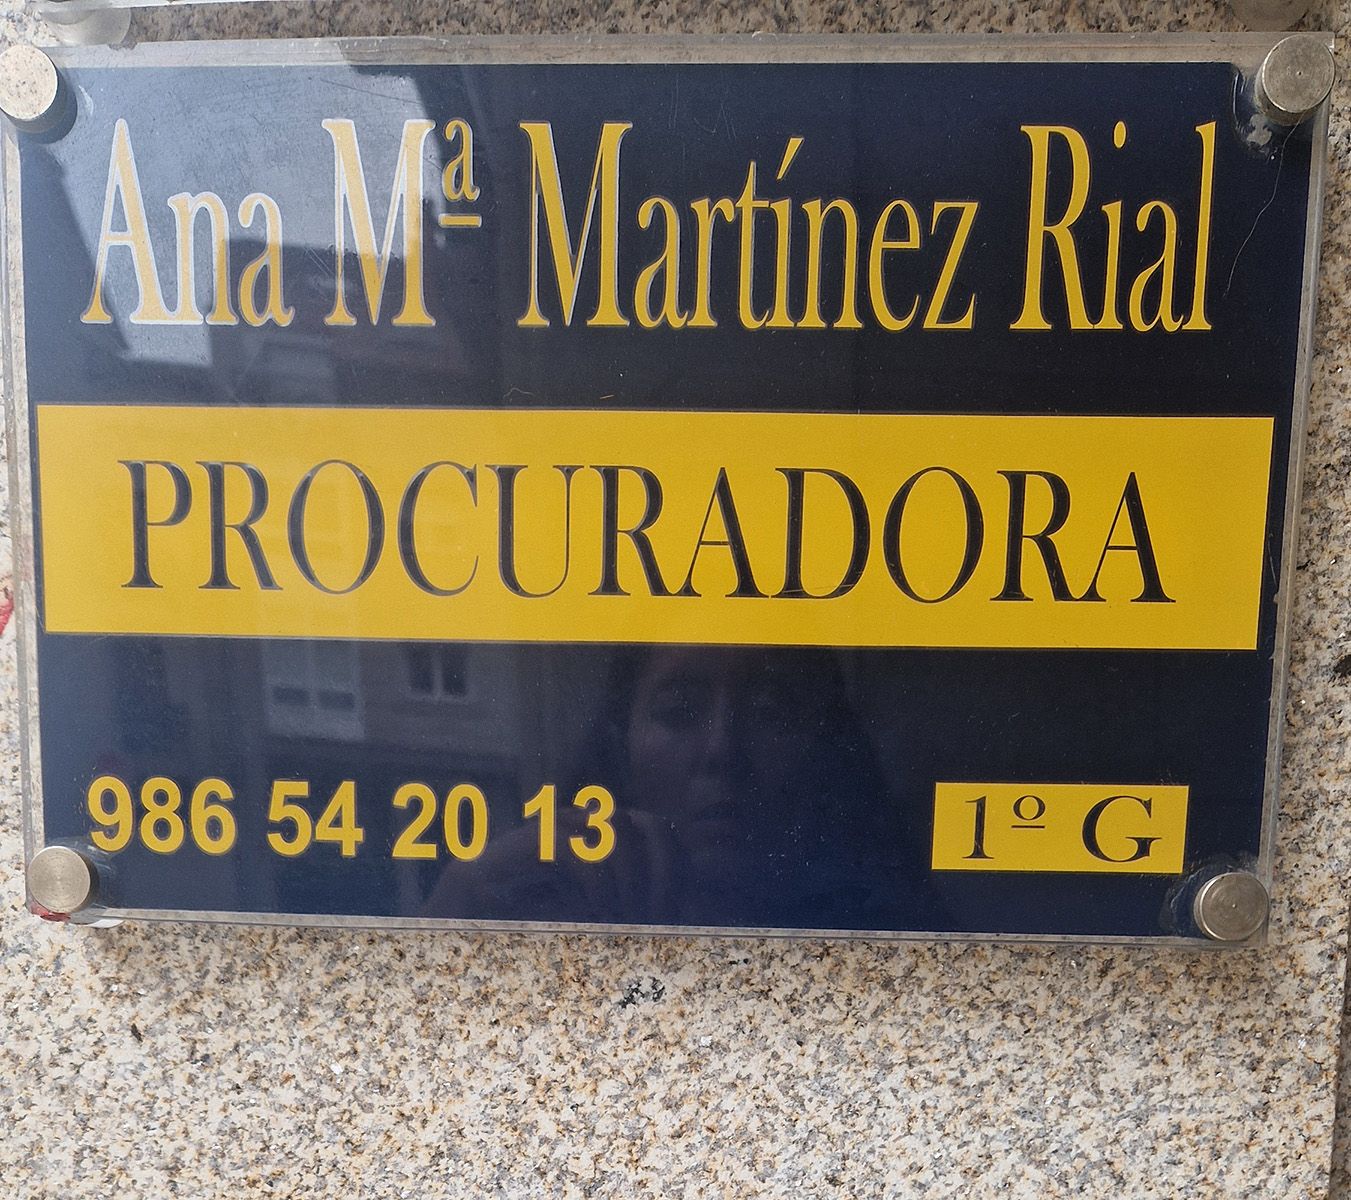 Ana Mª Martínez Rial
PROCURADORA
986 54 20 13
1º G